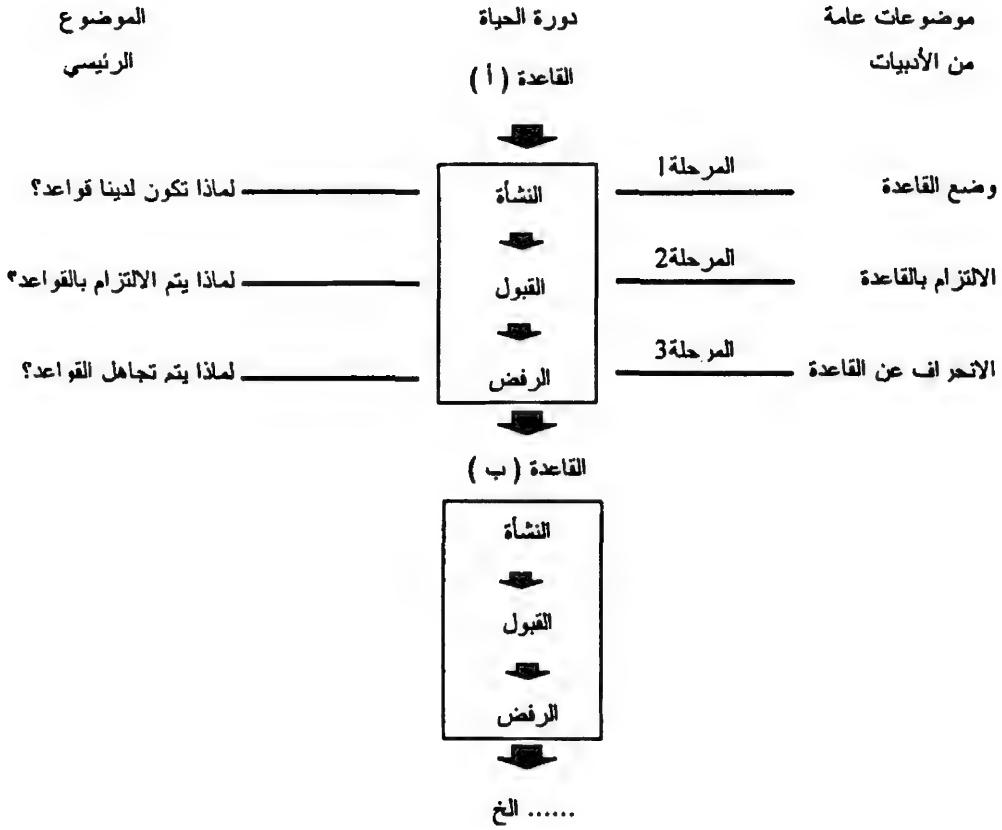 موضوعات عامة
دورة الحياة
الموضوع
من الأدبيات
الرئيسي
القاعدة ( أ )
وضع القاعدة
المرحلة1
النشأة
لماذا تكون لدينا قواعد؟
الالتزام بالقاعدة
المرحلة2
القبول
لماذا يتم الالتزام بالقواعد؟
الانحراف عن القاعدة
المرحلة3
الرفض
لماذا يتم تجاهل القواعد؟
القاعدة ( ب )
النشأة
القبول
الرفض
...... الخ